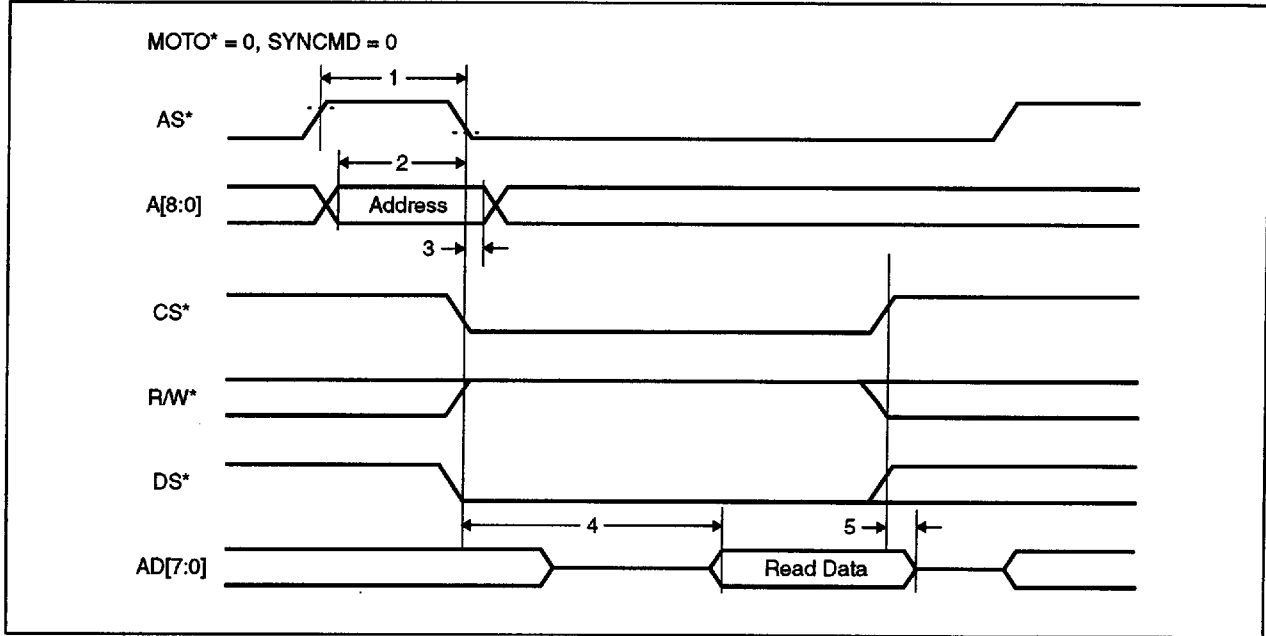 MOTO* = 0, SYNCMD = 0
1
AS*
2
A[8:0]
Address
3
CS*
R/W*
DS*
4
5
AD[7:0]
Read Data